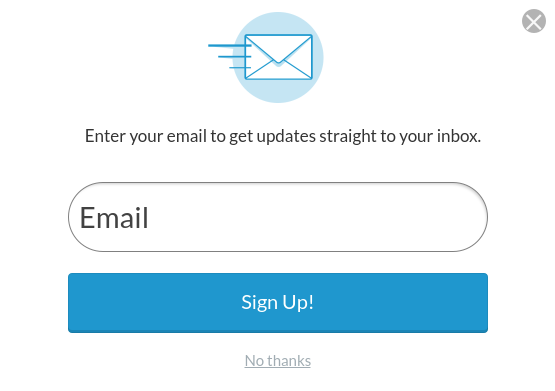 Enter your email to get updates straight to your inbox.
Email
Sign Up!
No thanks